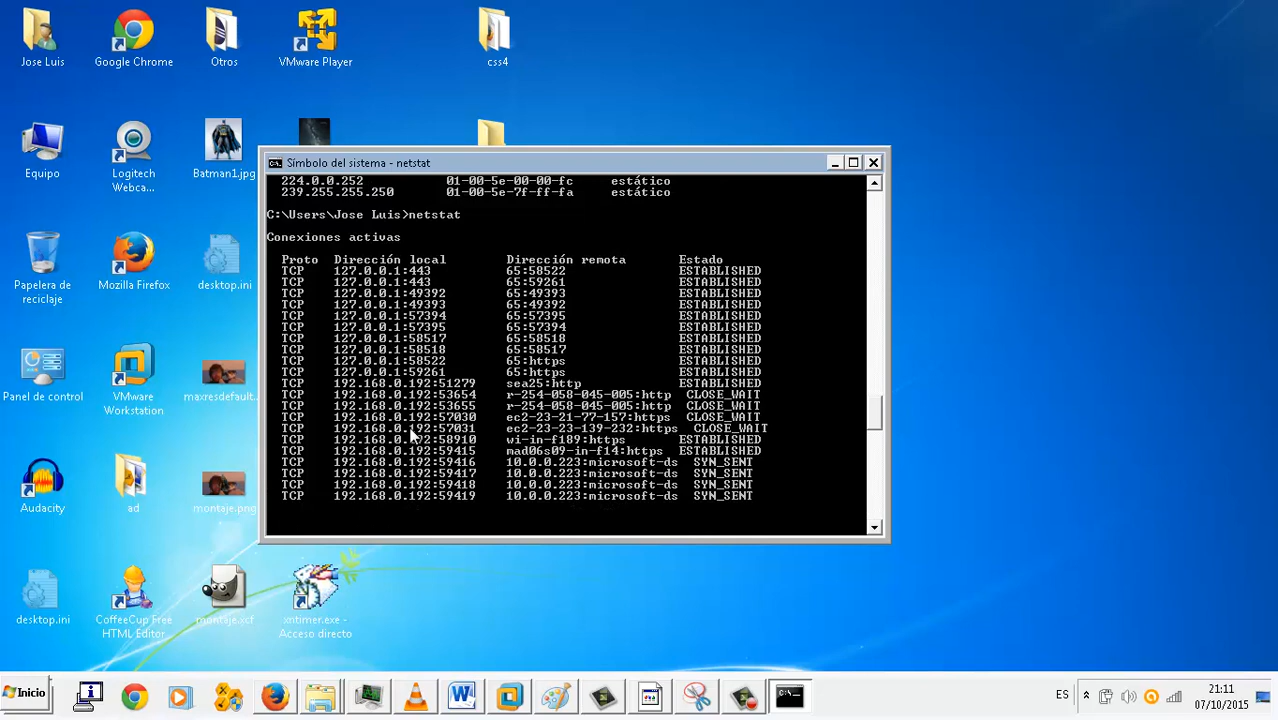 Jose Luis
Google Chrome
Otros
VMware Player
css4
Equipo
Logitech
Webca...
Batman1.jpg
Papelera de
reciclaje
Mozilla Firefox
desktop.ini
Panel de control
VMware
Workstation
maxresdefault...
Audacity
ad
montaje.png
desktop.ini
CoffeeCup Free
HTML Editor
montaje.xcf
xntimer.exe -
Acceso directo
Símbolo del sistema - netstat
224.0.0.252 01-00-5e-00-00-fc estático
239.255.255.250 01-00-5e-7f-ff-fa estático
C:\Users\Jose Luis>netstat
Conexiones activas
Proto Dirección local Dirección remota Estado
TCP 127.0.0.1:443 65:58522 ESTABLISHED
TCP 127.0.0.1:443 65:59261 ESTABLISHED
TCP 127.0.0.1:49392 65:49393 ESTABLISHED
TCP 127.0.0.1:49393 65:49392 ESTABLISHED
TCP 127.0.0.1:57394 65:57395 ESTABLISHED
TCP 127.0.0.1:57395 65:57394 ESTABLISHED
TCP 127.0.0.1:58517 65:58518 ESTABLISHED
TCP 127.0.0.1:58518 65:58517 ESTABLISHED
TCP 127.0.0.1:58522 65:https ESTABLISHED
TCP 127.0.0.1:59261 65:https ESTABLISHED
TCP 192.168.0.192:51279 sea25:http ESTABLISHED
TCP 192.168.0.192:53654 r-254-058-045-005:http CLOSE_WAIT
TCP 192.168.0.192:53655 r-254-058-045-005:http CLOSE_WAIT
TCP 192.168.0.192:57030 ec2-23-21-77-157:https CLOSE_WAIT
TCP 192.168.0.192:57031 ec2-23-23-139-232:https CLOSE_WAIT
TCP 192.168.0.192:58910 wi-in-f189:https ESTABLISHED
TCP 192.168.0.192:59415 mad06s09-in-f14:https ESTABLISHED
TCP 192.168.0.192:59416 10.0.0.223:microsoft-ds SYN_SENT
TCP 192.168.0.192:59417 10.0.0.223:microsoft-ds SYN_SENT
TCP 192.168.0.192:59418 10.0.0.223:microsoft-ds SYN_SENT
TCP 192.168.0.192:59419 10.0.0.223:microsoft-ds SYN_SENT
Inicio
ES
21:11
07/10/2015